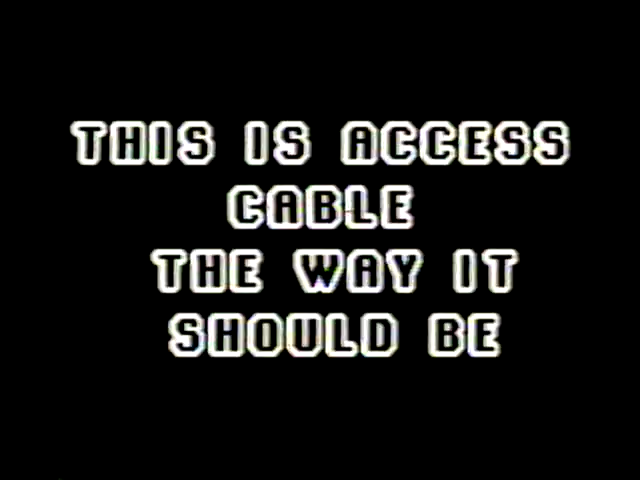 THIS IS ACCESS
CABLE
THE WAY IT
SHOULD BE